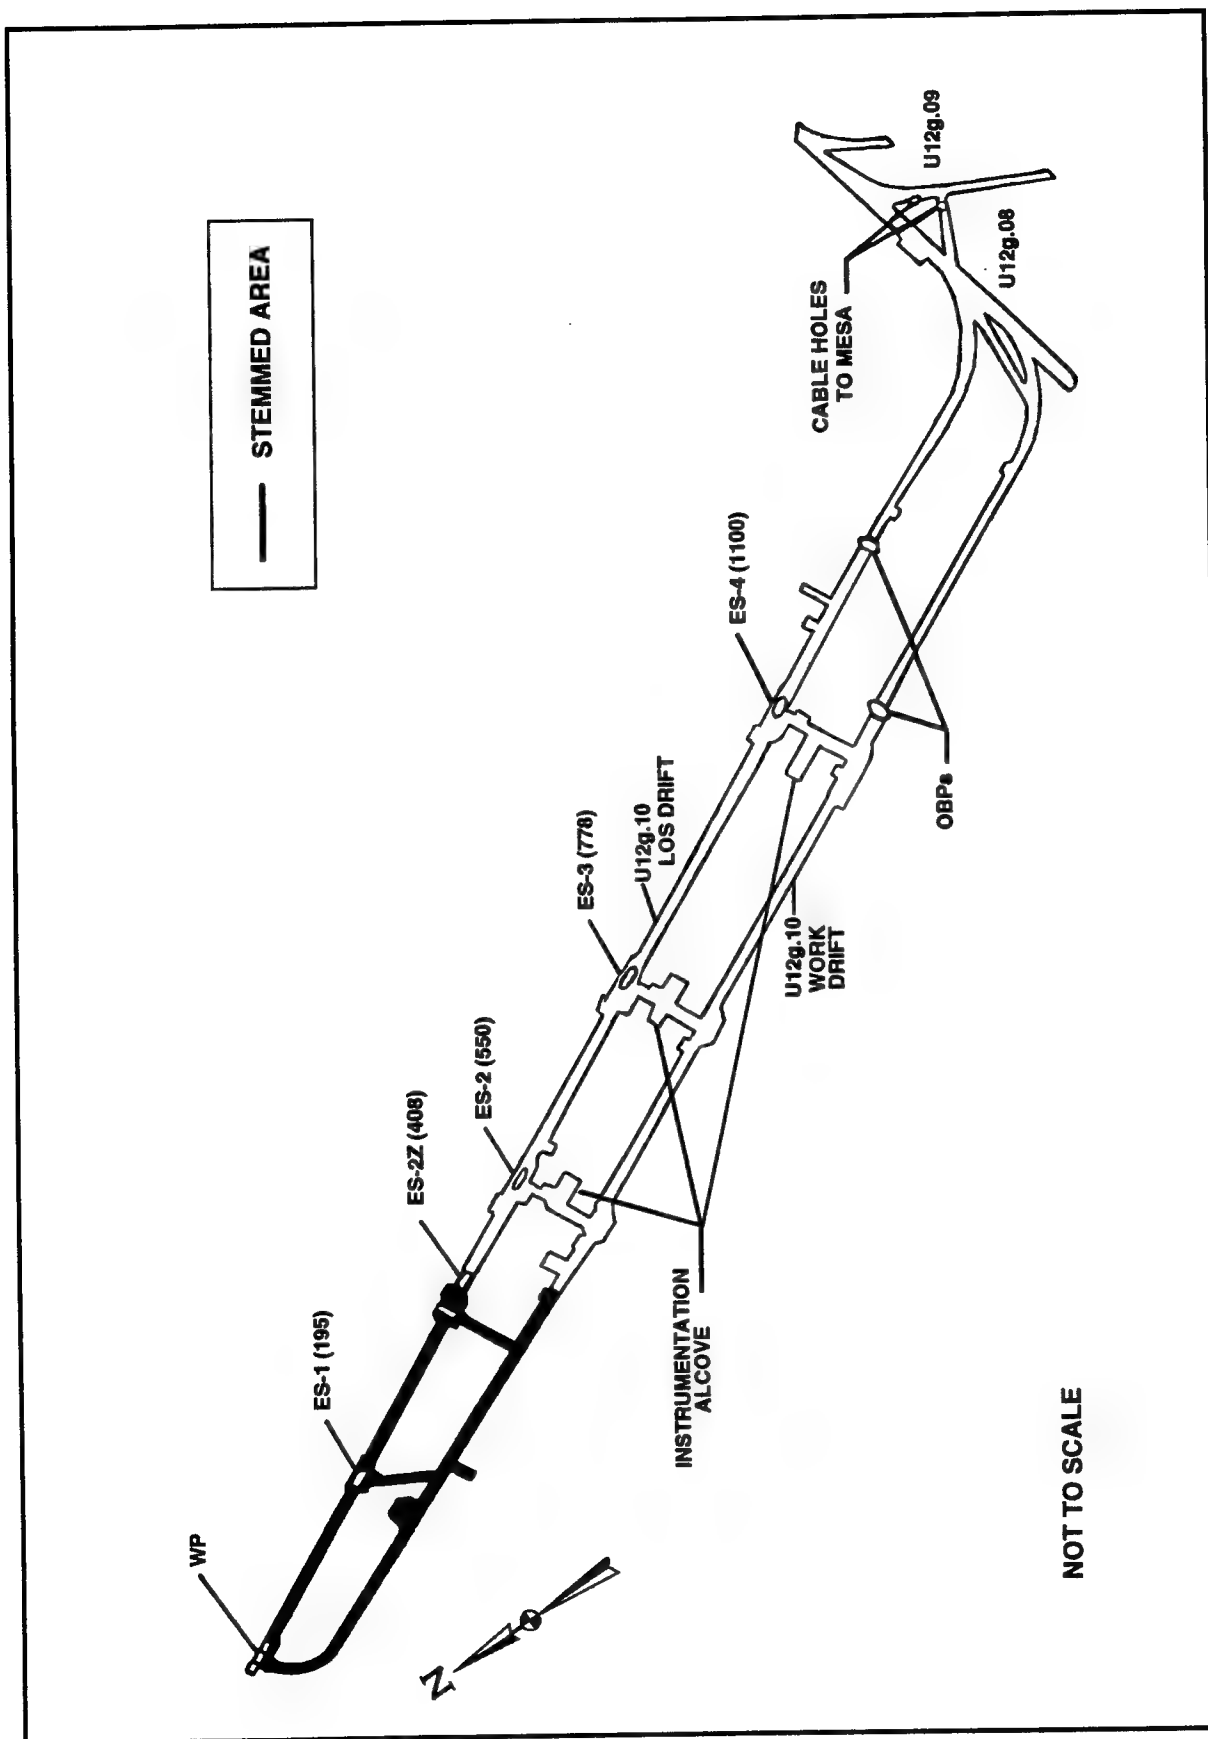 STEMMED AREA
WP
ES-1 (195)
ES-2Z (408)
ES-2 (550)
ES-3 (778)
U12g.10
LOS DRIFT
ES-4 (1100)
CABLE HOLES
TO MESA
U12g.09
U12g.08
N
INSTRUMENTATION
ALCOVE
U12g.10
WORK
DRIFT
OBPs
NOT TO SCALE